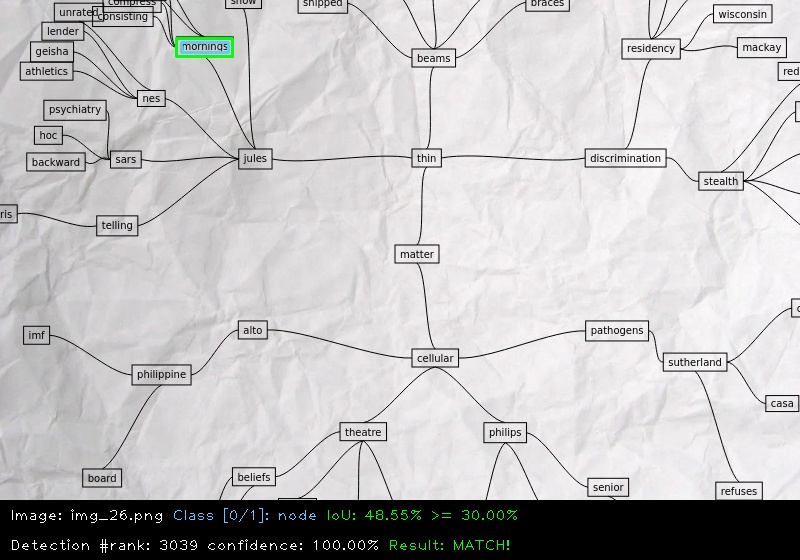 compress
show
shipped
braces
unrated
consisting
wisconsin
lender
mornings
residency
mackay
geisha
beams
athletics
nes
psychiatry
hoc
backward
sars
jules
thin
discrimination
stealth
telling
matter
imf
alto
pathogens
cellular
sutherland
philippine
casa
theatre
philips
board
beliefs
senior
refuses
Image: img_26.png Class [0/1]: node IoU: 48.55% >= 30.00%
Detection #rank: 3039 confidence: 100.00% Result: MATCH!